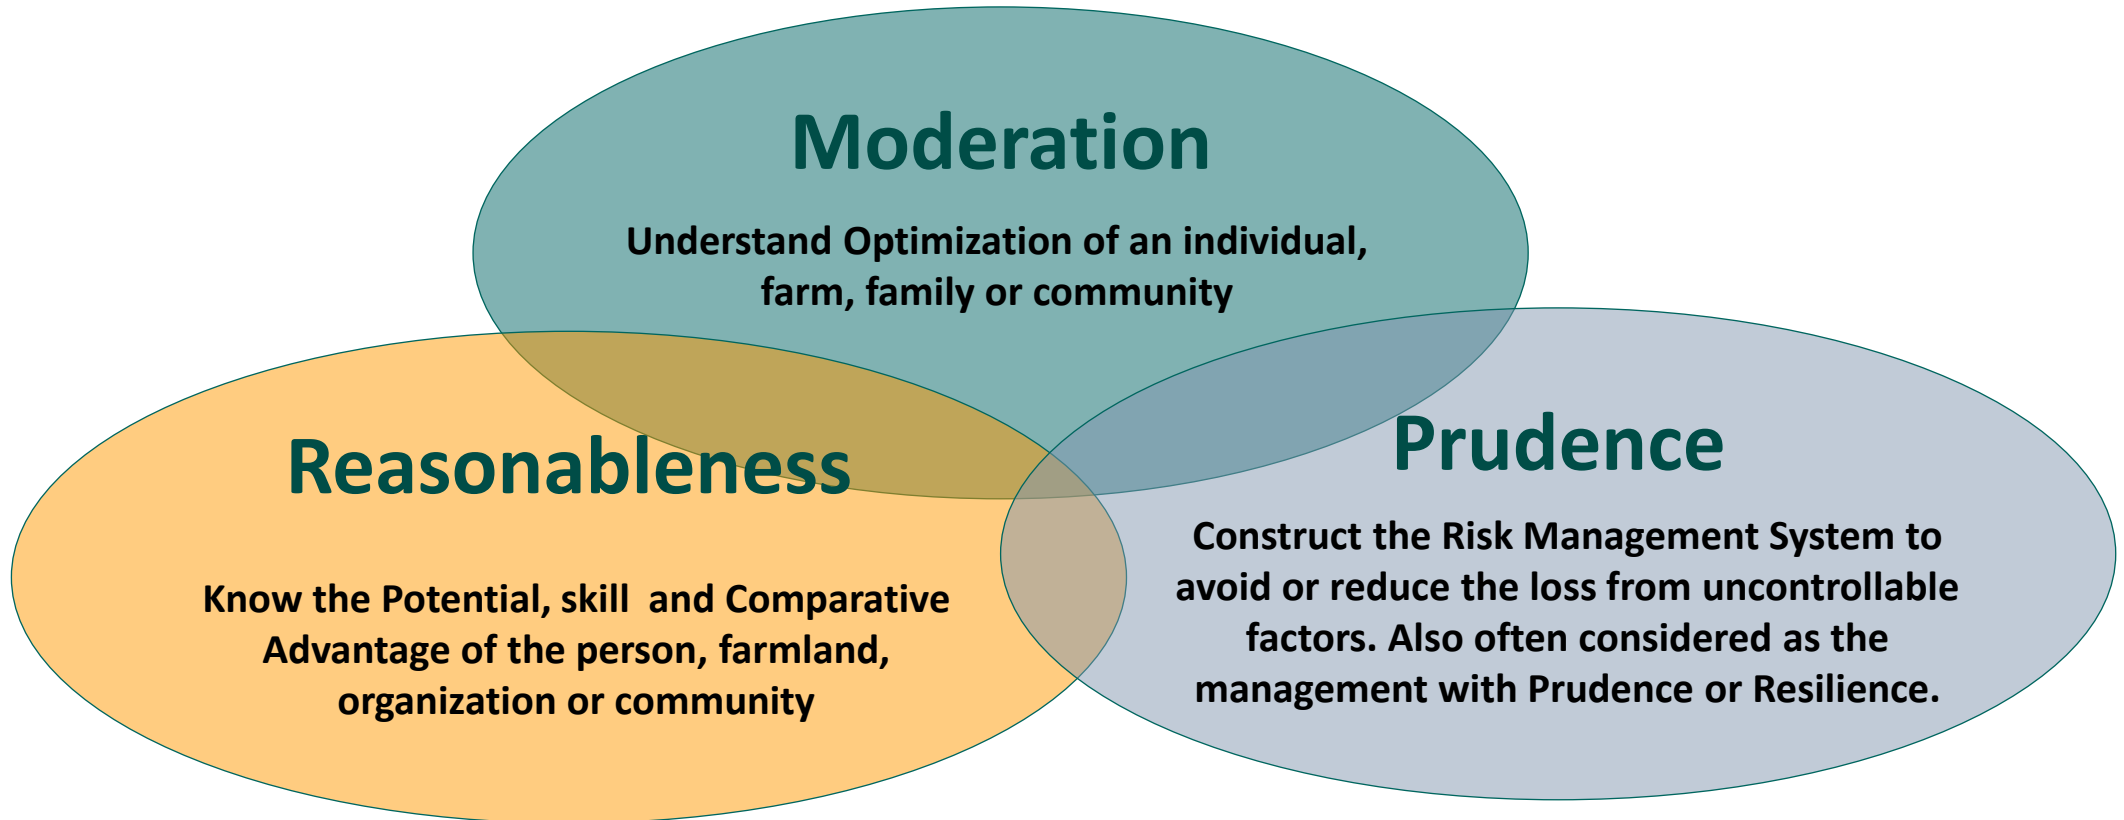 Moderation
Understand Optimization of an individual,
farm, family or community
Reasonableness
Know the Potential, skill  and Comparative
Advantage of the person, farmland,
organization or community
Prudence
Construct the Risk Management System to
avoid or reduce the loss from uncontrollable
factors. Also often considered as the
management with Prudence or Resilience.